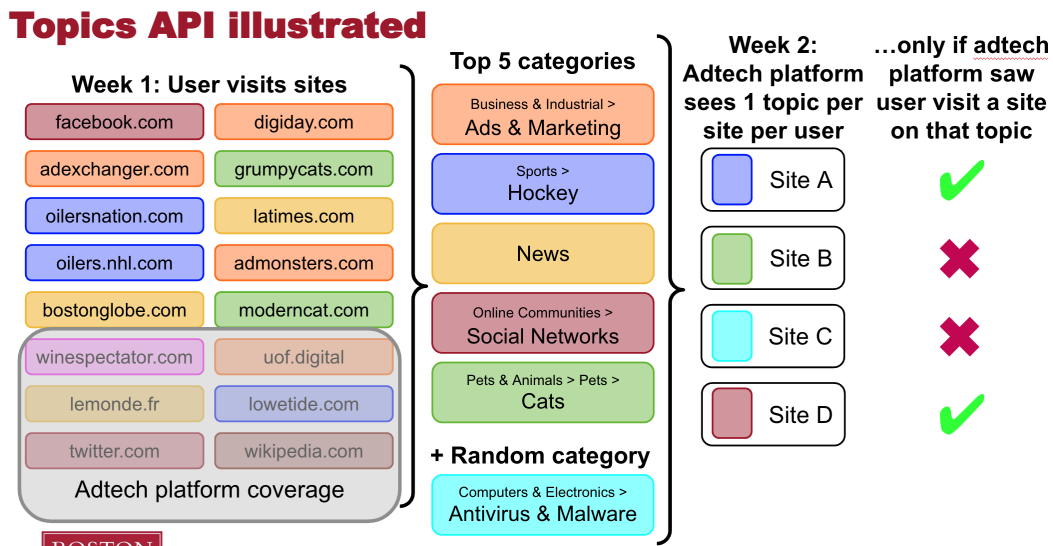 Topics API illustrated
Week 1: User visits sites
facebook.com
digiday.com
adexchanger.com
grumpycats.com
oilersnation.com
latimes.com
oilers.nhl.com
admonsters.com
bostonglobe.com
moderncat.com
winespectator.com
uof.digital
lemonde.fr
lowetide.com
twitter.com
wikipedia.com
Adtech platform coverage
Top 5 categories
Business & Industrial >
Ads & Marketing
Sports >
Hockey
News
Online Communities >
Social Networks
Pets & Animals > Pets >
Cats
+ Random category
Computers & Electronics >
Antivirus & Malware
Week 2:
Adtech platform
sees 1 topic per
site per user
Site A
Site B
Site C
Site D
…only if adtech
platform saw
user visit a site
on that topic
BOSTON